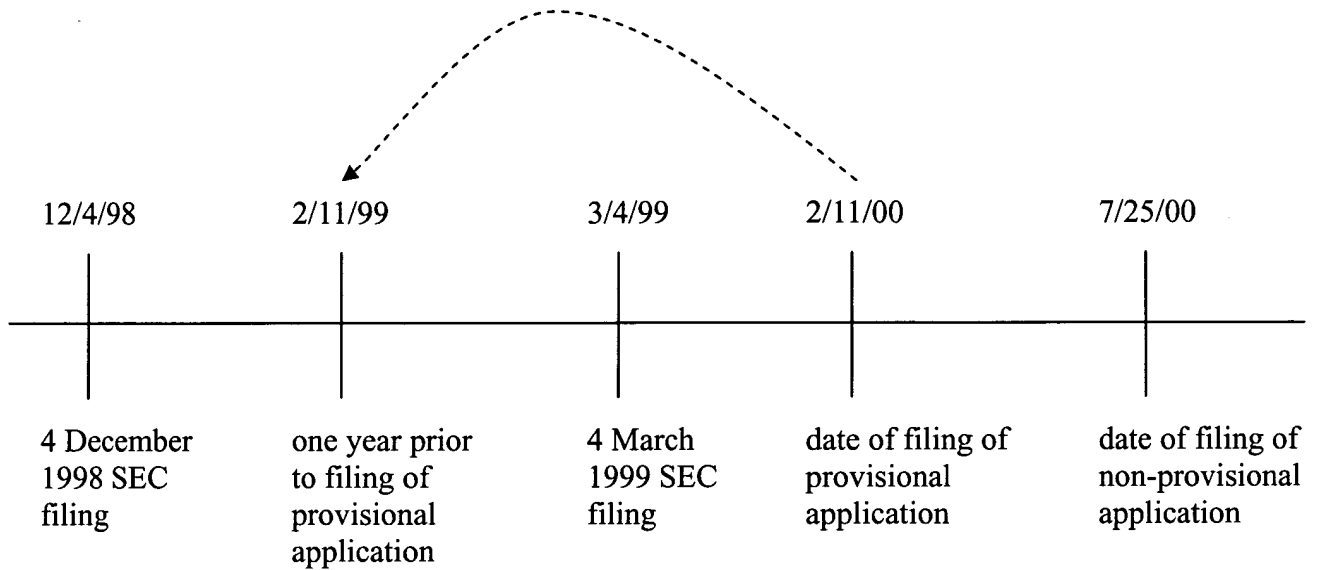 12/4/98 2/11/99 3/4/99 2/11/00 7/25/00
4 December
1998 SEC
filing
one year prior
to filing of
provisional
application
4 March
1999 SEC
filing
date of filing of
provisional
application
date of filing of
non-provisional
application